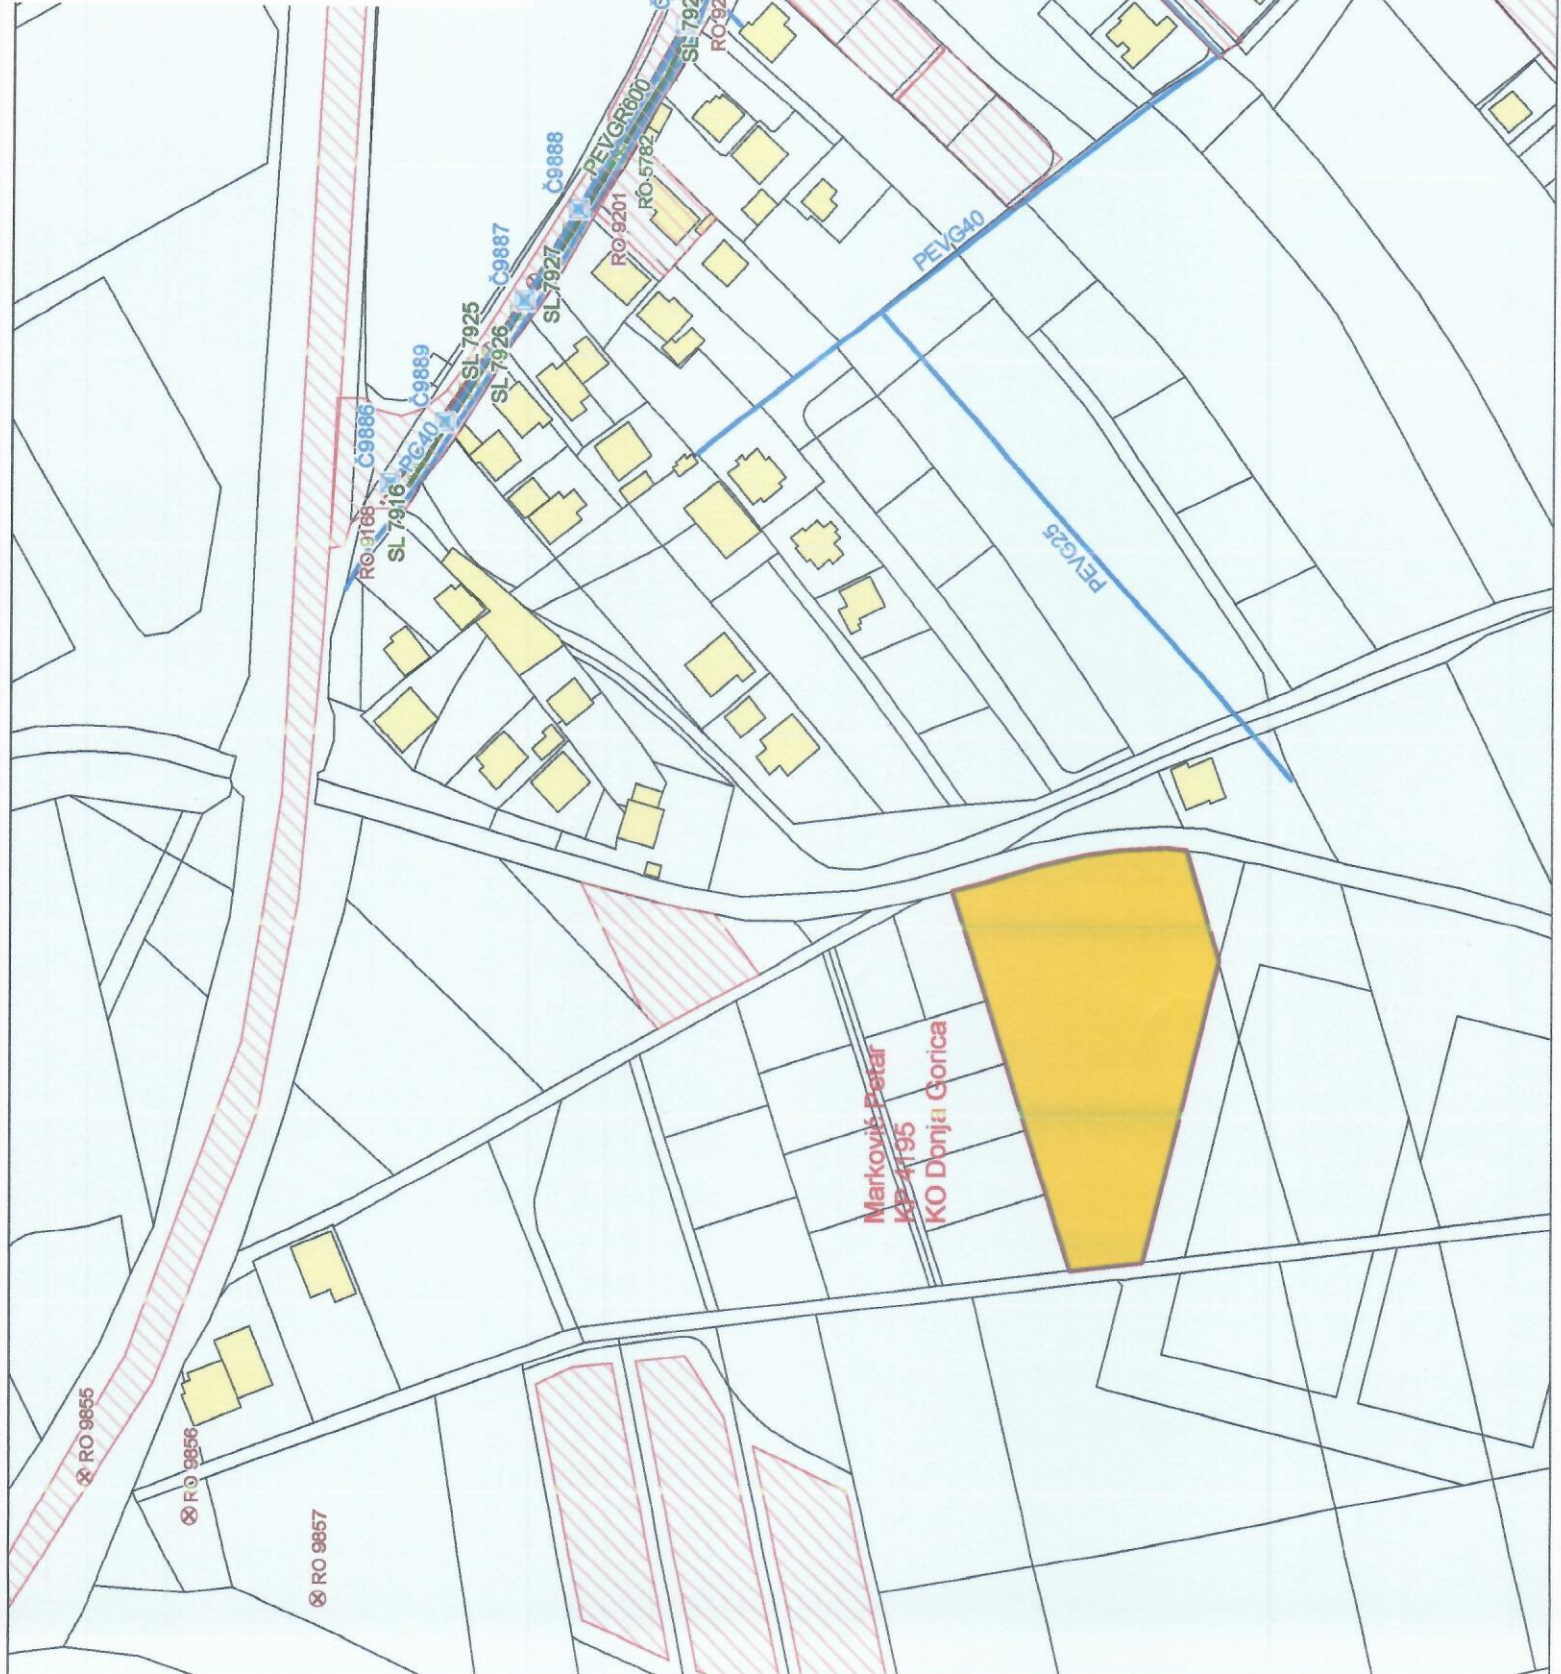 SL 792
RO 92
PEVGR600
Č9888
RO 5782
RO 9201
Č9887
SL 7927
SL 7925
SL 7926
Č9889
Č9886
PC40
SL 7916
RO 9168
PEVG40
PEVG25
Marković Petar
KP 4195
KO Donja Gorica
RO 9855
RO 9856
RO 9857